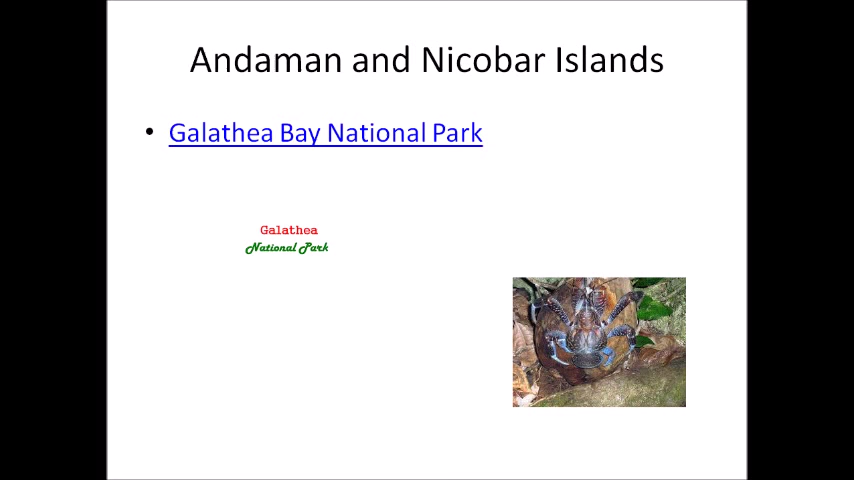 Andaman and Nicobar Islands
• Galathea Bay National Park
Galathea
National Park